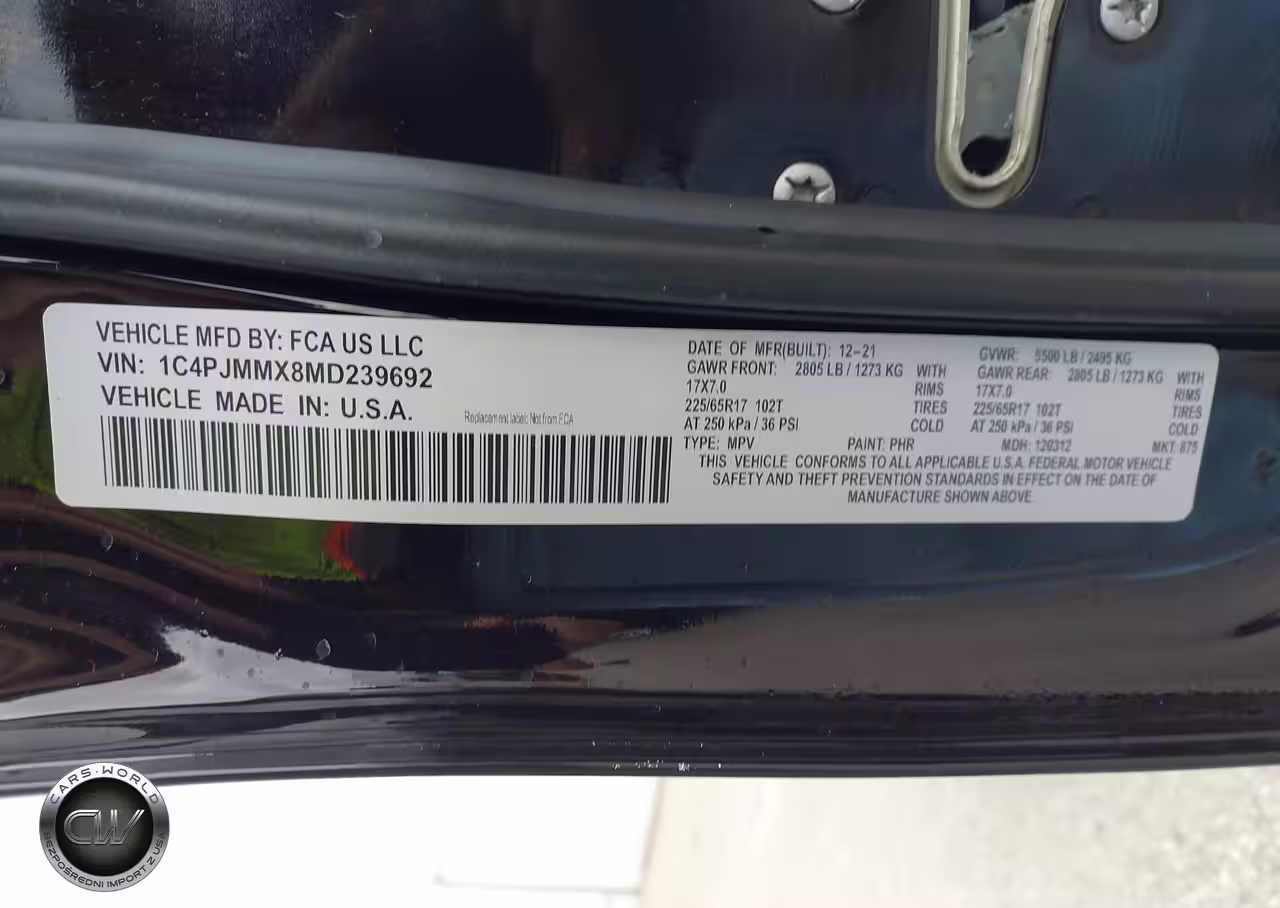 VEHICLE MFD BY: FCA US LLC
VIN: 1C4PJMMX8MD239692
VEHICLE MADE IN: U.S.A.
Replacement label: Not from FCA
DATE OF MFR(BUILT): 12-21 GVWR: 5500 LB / 2495 KG
GAWR FRONT: 2805 LB / 1273 KG WITH GAWR REAR: 2805 LB / 1273 KG WITH
17X7.0 RIMS 17X7.0 RIMS
225/65R17 102T TIRES 225/65R17 102T TIRES
AT 250 kPa / 36 PSI COLD AT 250 kPa / 36 PSI COLD
TYPE: MPV PAINT: PHR MDH: 120312 MKT: 875
THIS VEHICLE CONFORMS TO ALL APPLICABLE U.S.A. FEDERAL MOTOR VEHICLE
SAFETY AND THEFT PREVENTION STANDARDS IN EFFECT ON THE DATE OF
MANUFACTURE SHOWN ABOVE
CARS-WORLD
CW
BEZPOŚREDNI IMPORT Z USA